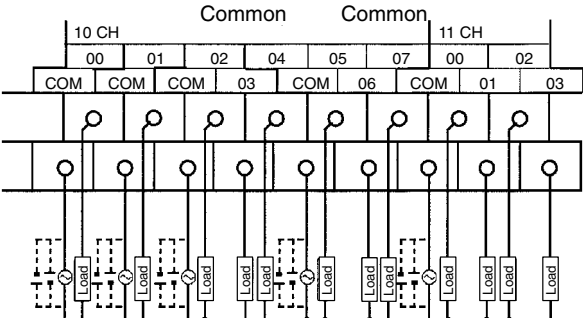 Common Common
10 CH 11 CH
00 01 02 04 05 07 00 02
COM COM COM 03 COM 06 COM 01 03
Load Load Load Load Load Load Load Load Load Load Load